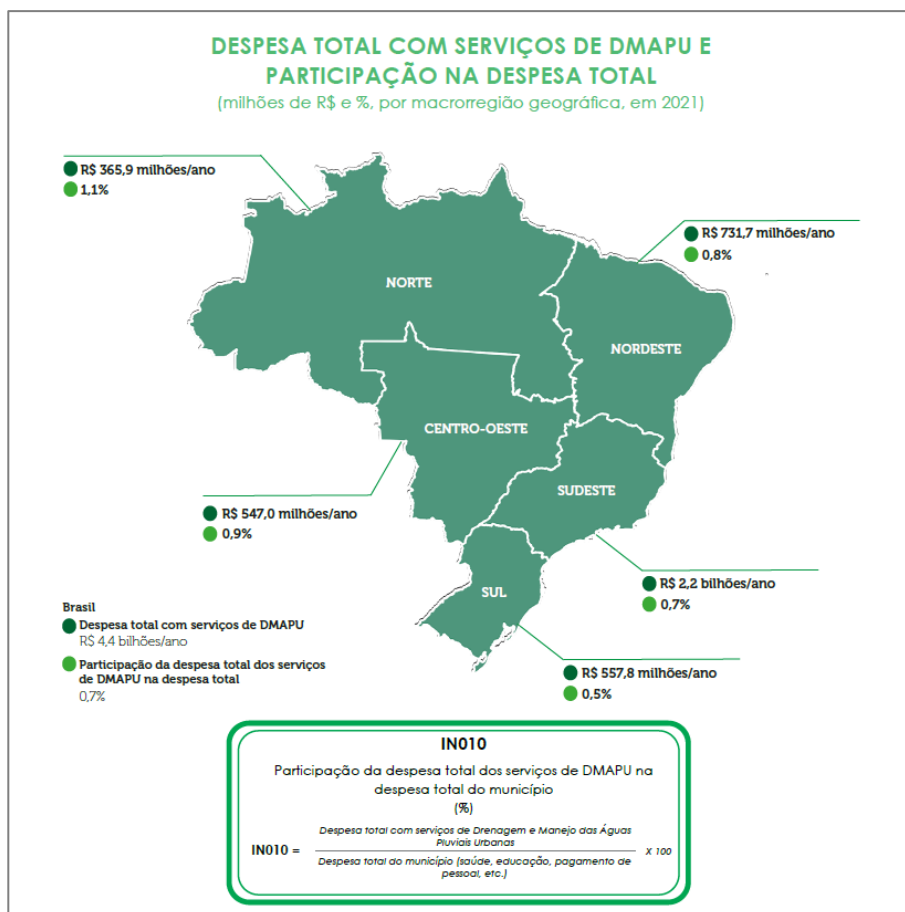 DESPESA TOTAL COM SERVIÇOS DE DMAPU E
PARTICIPAÇÃO NA DESPESA TOTAL
(milhões de R$ e %, por macrorregião geográfica, em 2021)
R$ 365,9 milhões/ano
1,1%
R$ 731,7 milhões/ano
0,8%
NORTE
NORDESTE
CENTRO-OESTE
SUDESTE
R$ 547,0 milhões/ano
0,9%
R$ 2,2 bilhões/ano
0,7%
SUL
Brasil
Despesa total com serviços de DMAPU
R$ 4,4 bilhões/ano
Participação da despesa total dos serviços
de DMAPU na despesa total
0,7%
R$ 557,8 milhões/ano
0,5%
IN010
Participação da despesa total dos serviços de DMAPU na
despesa total do município
(%)
Despesa total com serviços de Drenagem e Manejo das Águas
Pluviais Urbanas
IN010 = X 100
Despesa total do município (saúde, educação, pagamento de
pessoal, etc.)